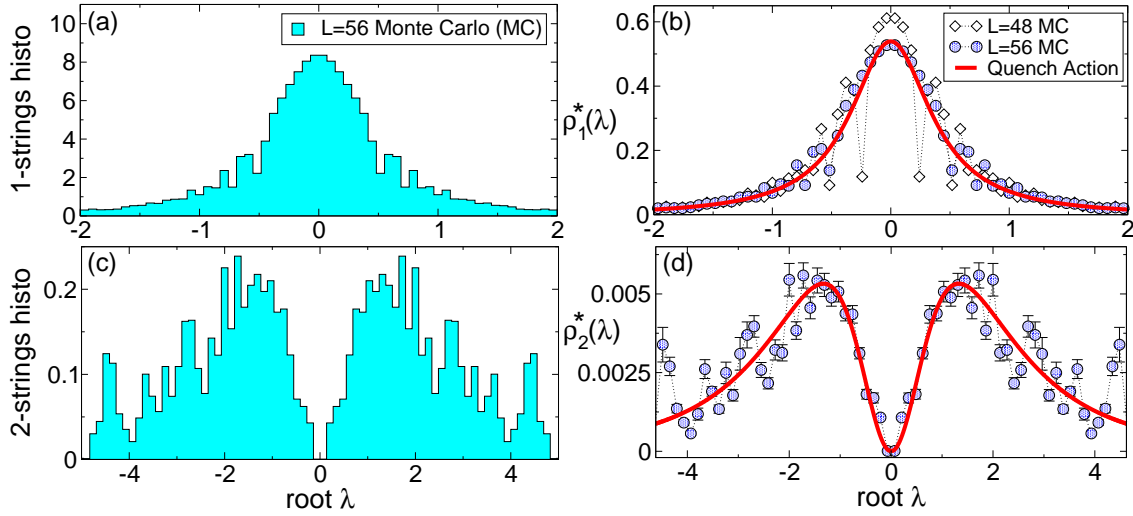 (a)
L=56 Monte Carlo (MC)
1-strings histo
10
8
6
4
2
0
-2
-1
0
1
2
(b)
L=48 MC
L=56 MC
Quench Action
ρ*1(λ)
0.6
0.4
0.2
0
-2
-1
0
1
2
(c)
2-strings histo
0.2
0.1
0
-4
-2
0
2
4
root λ
(d)
ρ*2(λ)
0.005
0.0025
0
-4
-2
0
2
4
root λ